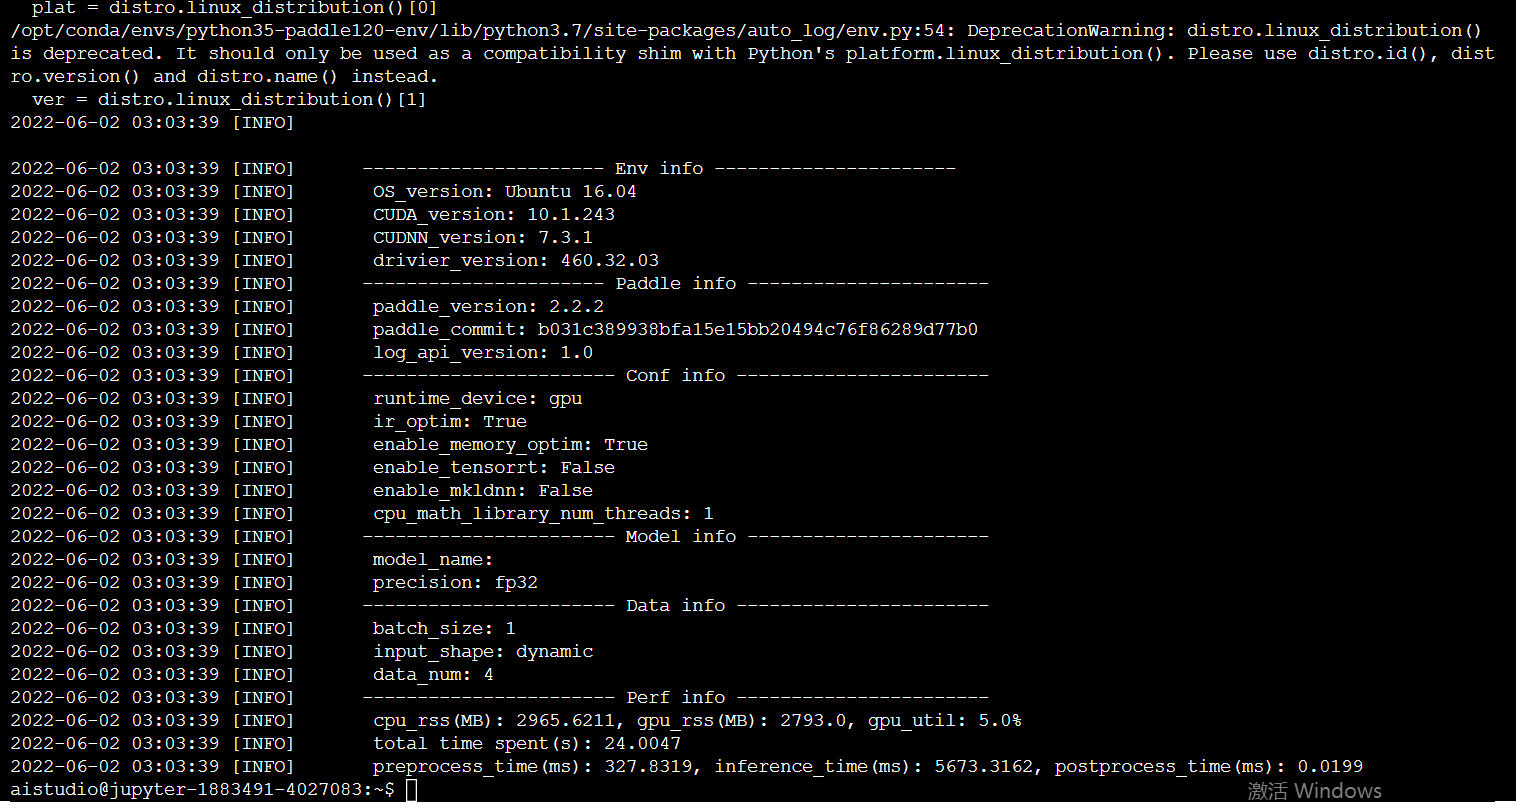 plat = distro.linux_distribution()[0]
/opt/conda/envs/python35-paddle120-env/lib/python3.7/site-packages/auto_log/env.py:54: DeprecationWarning: distro.linux_distribution()
is deprecated. It should only be used as a compatibility shim with Python's platform.linux_distribution(). Please use distro.id(), dist
ro.version() and distro.name() instead.
ver = distro.linux_distribution()[1]
2022-06-02 03:03:39 [INFO]
2022-06-02 03:03:39 [INFO] ---------------------- Env info ----------------------
2022-06-02 03:03:39 [INFO] OS_version: Ubuntu 16.04
2022-06-02 03:03:39 [INFO] CUDA_version: 10.1.243
2022-06-02 03:03:39 [INFO] CUDNN_version: 7.3.1
2022-06-02 03:03:39 [INFO] drivier_version: 460.32.03
2022-06-02 03:03:39 [INFO] ---------------------- Paddle info ----------------------
2022-06-02 03:03:39 [INFO] paddle_version: 2.2.2
2022-06-02 03:03:39 [INFO] paddle_commit: b031c389938bfa15e15bb20494c76f86289d77b0
2022-06-02 03:03:39 [INFO] log_api_version: 1.0
2022-06-02 03:03:39 [INFO] ----------------------- Conf info -----------------------
2022-06-02 03:03:39 [INFO] runtime_device: gpu
2022-06-02 03:03:39 [INFO] ir_optim: True
2022-06-02 03:03:39 [INFO] enable_memory_optim: True
2022-06-02 03:03:39 [INFO] enable_tensorrt: False
2022-06-02 03:03:39 [INFO] enable_mkldnn: False
2022-06-02 03:03:39 [INFO] cpu_math_library_num_threads: 1
2022-06-02 03:03:39 [INFO] ----------------------- Model info ----------------------
2022-06-02 03:03:39 [INFO] model_name:
2022-06-02 03:03:39 [INFO] precision: fp32
2022-06-02 03:03:39 [INFO] ----------------------- Data info -----------------------
2022-06-02 03:03:39 [INFO] batch_size: 1
2022-06-02 03:03:39 [INFO] input_shape: dynamic
2022-06-02 03:03:39 [INFO] data_num: 4
2022-06-02 03:03:39 [INFO] ----------------------- Perf info -----------------------
2022-06-02 03:03:39 [INFO] cpu_rss(MB): 2965.6211, gpu_rss(MB): 2793.0, gpu_util: 5.0%
2022-06-02 03:03:39 [INFO] total time spent(s): 24.0047
2022-06-02 03:03:39 [INFO] preprocess_time(ms): 327.8319, inference_time(ms): 5673.3162, postprocess_time(ms): 0.0199
aistudio@jupyter-1883491-4027083:~$
激活 Windows